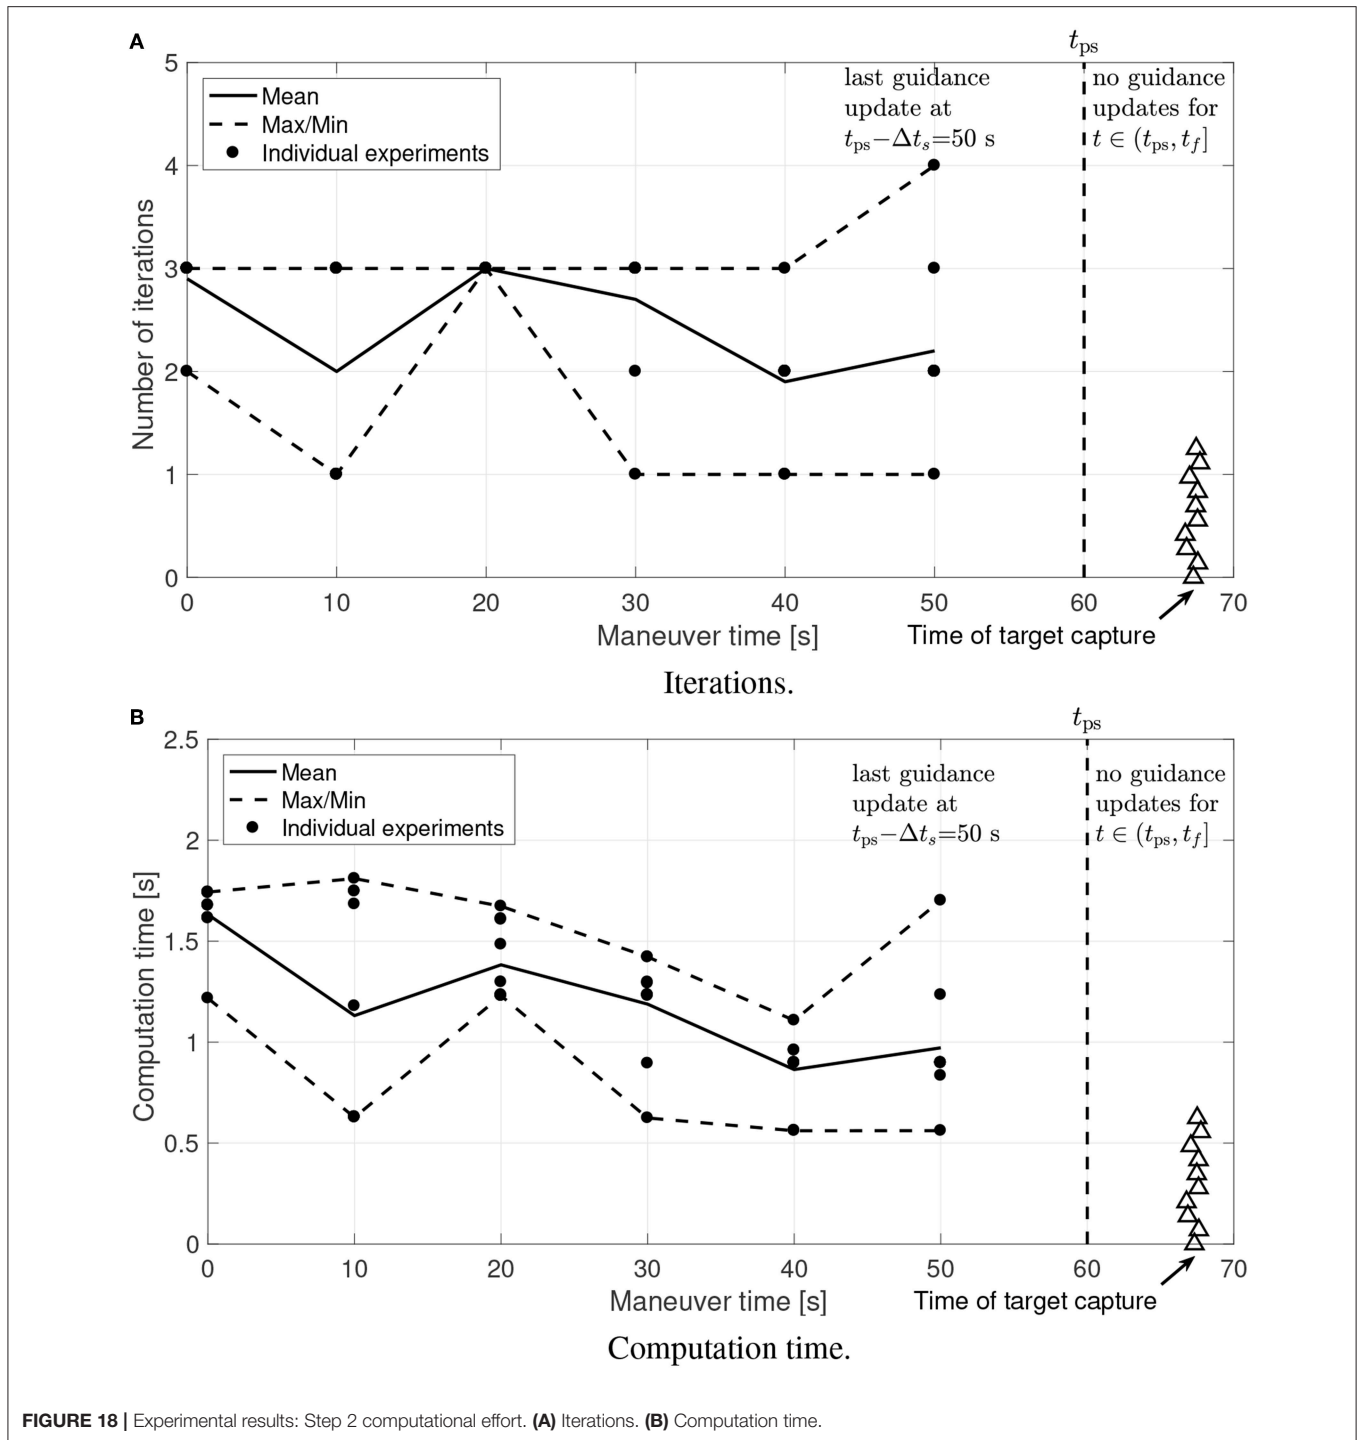 A
t_ps
5
4
3
2
1
0
Number of iterations
Mean
Max/Min
Individual experiments
last guidance
update at
t_ps−Δt_s=50 s
no guidance
updates for
t ∈ (t_ps, t_f]
0 10 20 30 40 50 60 70
Maneuver time [s]
Time of target capture
Iterations.
B
t_ps
2.5
2
1.5
1
0.5
0
Computation time [s]
Mean
Max/Min
Individual experiments
last guidance
update at
t_ps−Δt_s=50 s
no guidance
updates for
t ∈ (t_ps, t_f]
0 10 20 30 40 50 60 70
Maneuver time [s]
Time of target capture
Computation time.
FIGURE 18 | Experimental results: Step 2 computational effort. (A) Iterations. (B) Computation time.